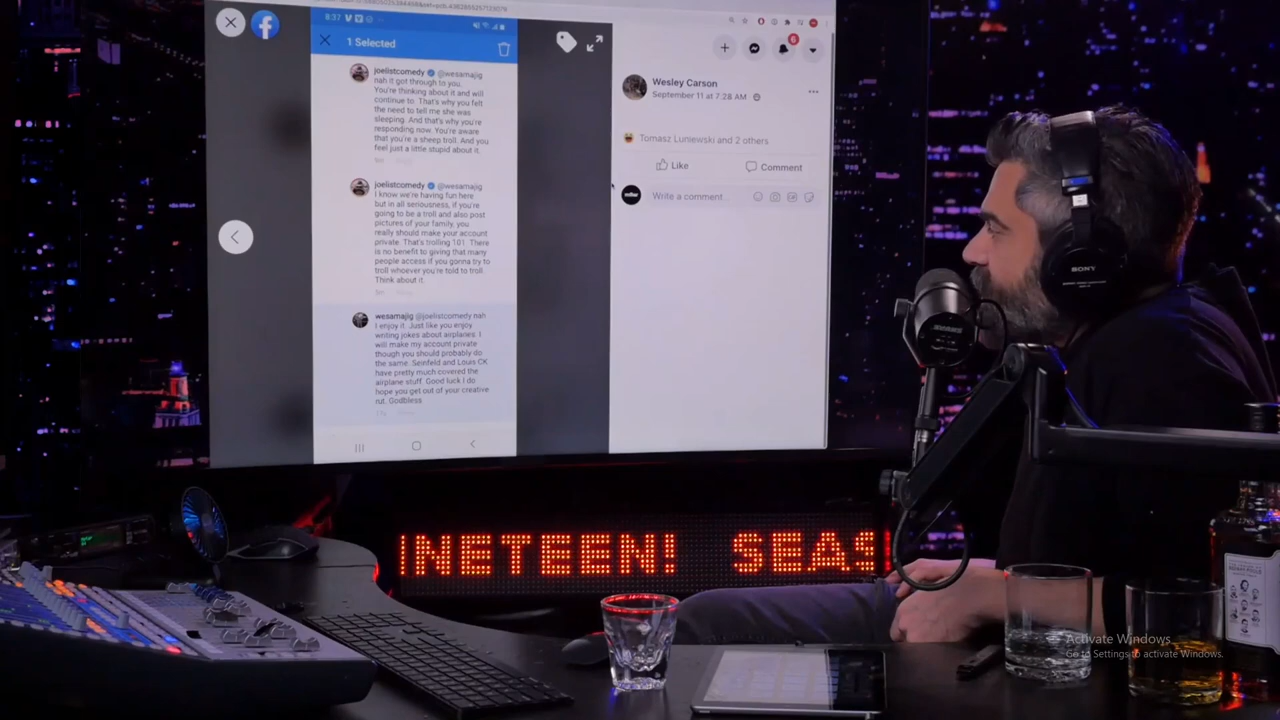 8:37
1 Selected
joelistcomedy @wesamajig
nah it got through to you.
You're thinking about it and will
continue to. That's why you felt
the need to tell me she was
sleeping. And that's why you're
responding now. You're aware
that you're a sheep troll. And you
feel just a little stupid about it.
joelistcomedy @wesamajig
I know we're having fun here
but in all seriousness, if you're
going to be a troll and also post
pictures of your family, you
really should make your account
private. That's trolling 101. There
is no benefit to giving that many
people access if you gonna try to
troll whoever you're told to troll.
Think about it.
wesamajig @joelistcomedy nah
I enjoy it. Just like you enjoy
writing jokes about airplanes. I
will make my account private
though you should probably do
the same. Seinfeld and Louis CK
have pretty much covered the
airplane stuff. Good luck I do
hope you get out of your creative
rut. Godbless
6
Wesley Carson
September 11 at 7:28 AM
Tomasz Luniewski and 2 others
Like Comment
Write a comment...
SONY
SHURE
INETEEN! SEAS
Activate Windows
Go to Settings to activate Windows.